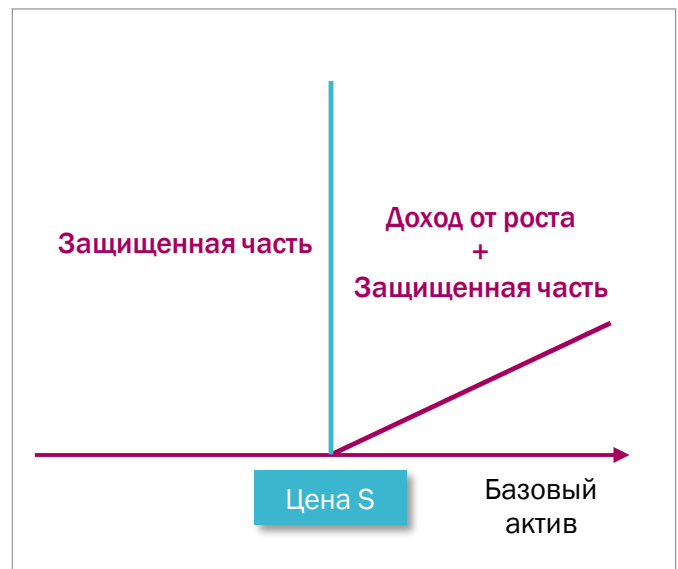 Защищенная часть
Доход от роста
+
Защищенная часть
Цена S
Базовый
актив